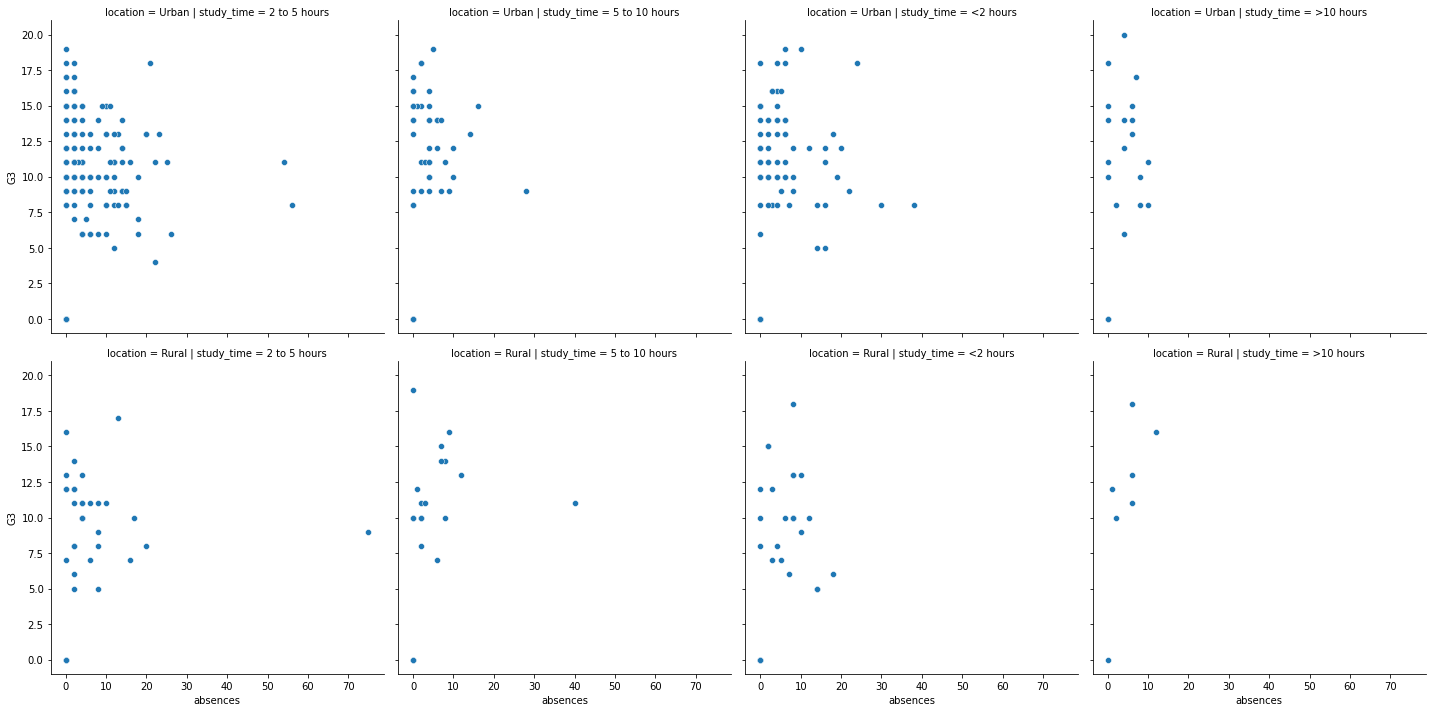 location = Urban | study_time = 2 to 5 hours
location = Urban | study_time = 5 to 10 hours
location = Urban | study_time = <2 hours
location = Urban | study_time = >10 hours
20.0
17.5
15.0
12.5
10.0
7.5
5.0
2.5
0.0
G3
location = Rural | study_time = 2 to 5 hours
location = Rural | study_time = 5 to 10 hours
location = Rural | study_time = <2 hours
location = Rural | study_time = >10 hours
20.0
17.5
15.0
12.5
10.0
7.5
5.0
2.5
0.0
G3
0 10 20 30 40 50 60 70
0 10 20 30 40 50 60 70
0 10 20 30 40 50 60 70
0 10 20 30 40 50 60 70
absences
absences
absences
absences